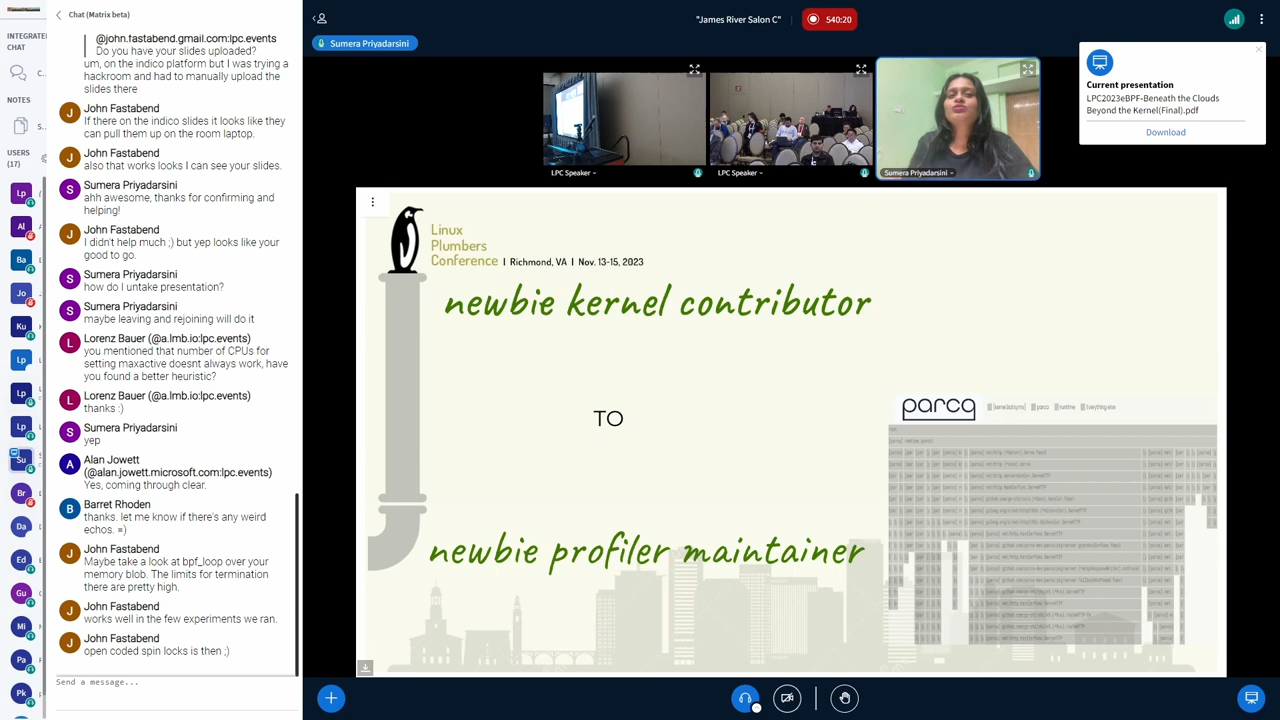 Chat (Matrix beta)
INTEGRATE
CHAT
NOTES
USERS
(17)
@john.fastabend.gmail.com:lpc.events
Do you have your slides uploaded?
um, on the indico platform but I was trying a
hackroom and had to manually upload the
slides there
John Fastabend
If there on the indico slides it looks like they
can pull them up on the room laptop.
John Fastabend
also that works looks I can see your slides.
Sumera Priyadarsini
ahh awesome, thanks for confirming and
helping!
John Fastabend
I didn't help much ;) but yep looks like your
good to go.
Sumera Priyadarsini
how do I untake presentation?
Sumera Priyadarsini
maybe leaving and rejoining will do it
Lorenz Bauer (@a.lmb.io:lpc.events)
you mentioned that number of CPUs for
setting maxactive doesnt always work, have
you found a better heuristic?
Lorenz Bauer (@a.lmb.io:lpc.events)
thanks :)
Sumera Priyadarsini
yep
Alan Jowett
(@alan.jowett.microsoft.com:lpc.events)
Yes, coming through clear.
Barret Rhoden
thanks. let me know if there's any weird
echos. =)
John Fastabend
Maybe take a look at bpf_loop over your
memory blob. The limits for termination
there are pretty high.
John Fastabend
works well in the few experiments we ran.
John Fastabend
open coded spin locks is then ;)
Send a message...
"James River Salon C"
540:20
Sumera Priyadarsini
LPC Speaker
LPC Speaker
Sumera Priyadarsini
Current presentation
LPC2023eBPF-Beneath the Clouds
Beyond the Kernel(Final).pdf
Download
Linux
Plumbers
Conference | Richmond, VA | Nov. 13-15, 2023
newbie kernel contributor
TO
newbie profiler maintainer
parca